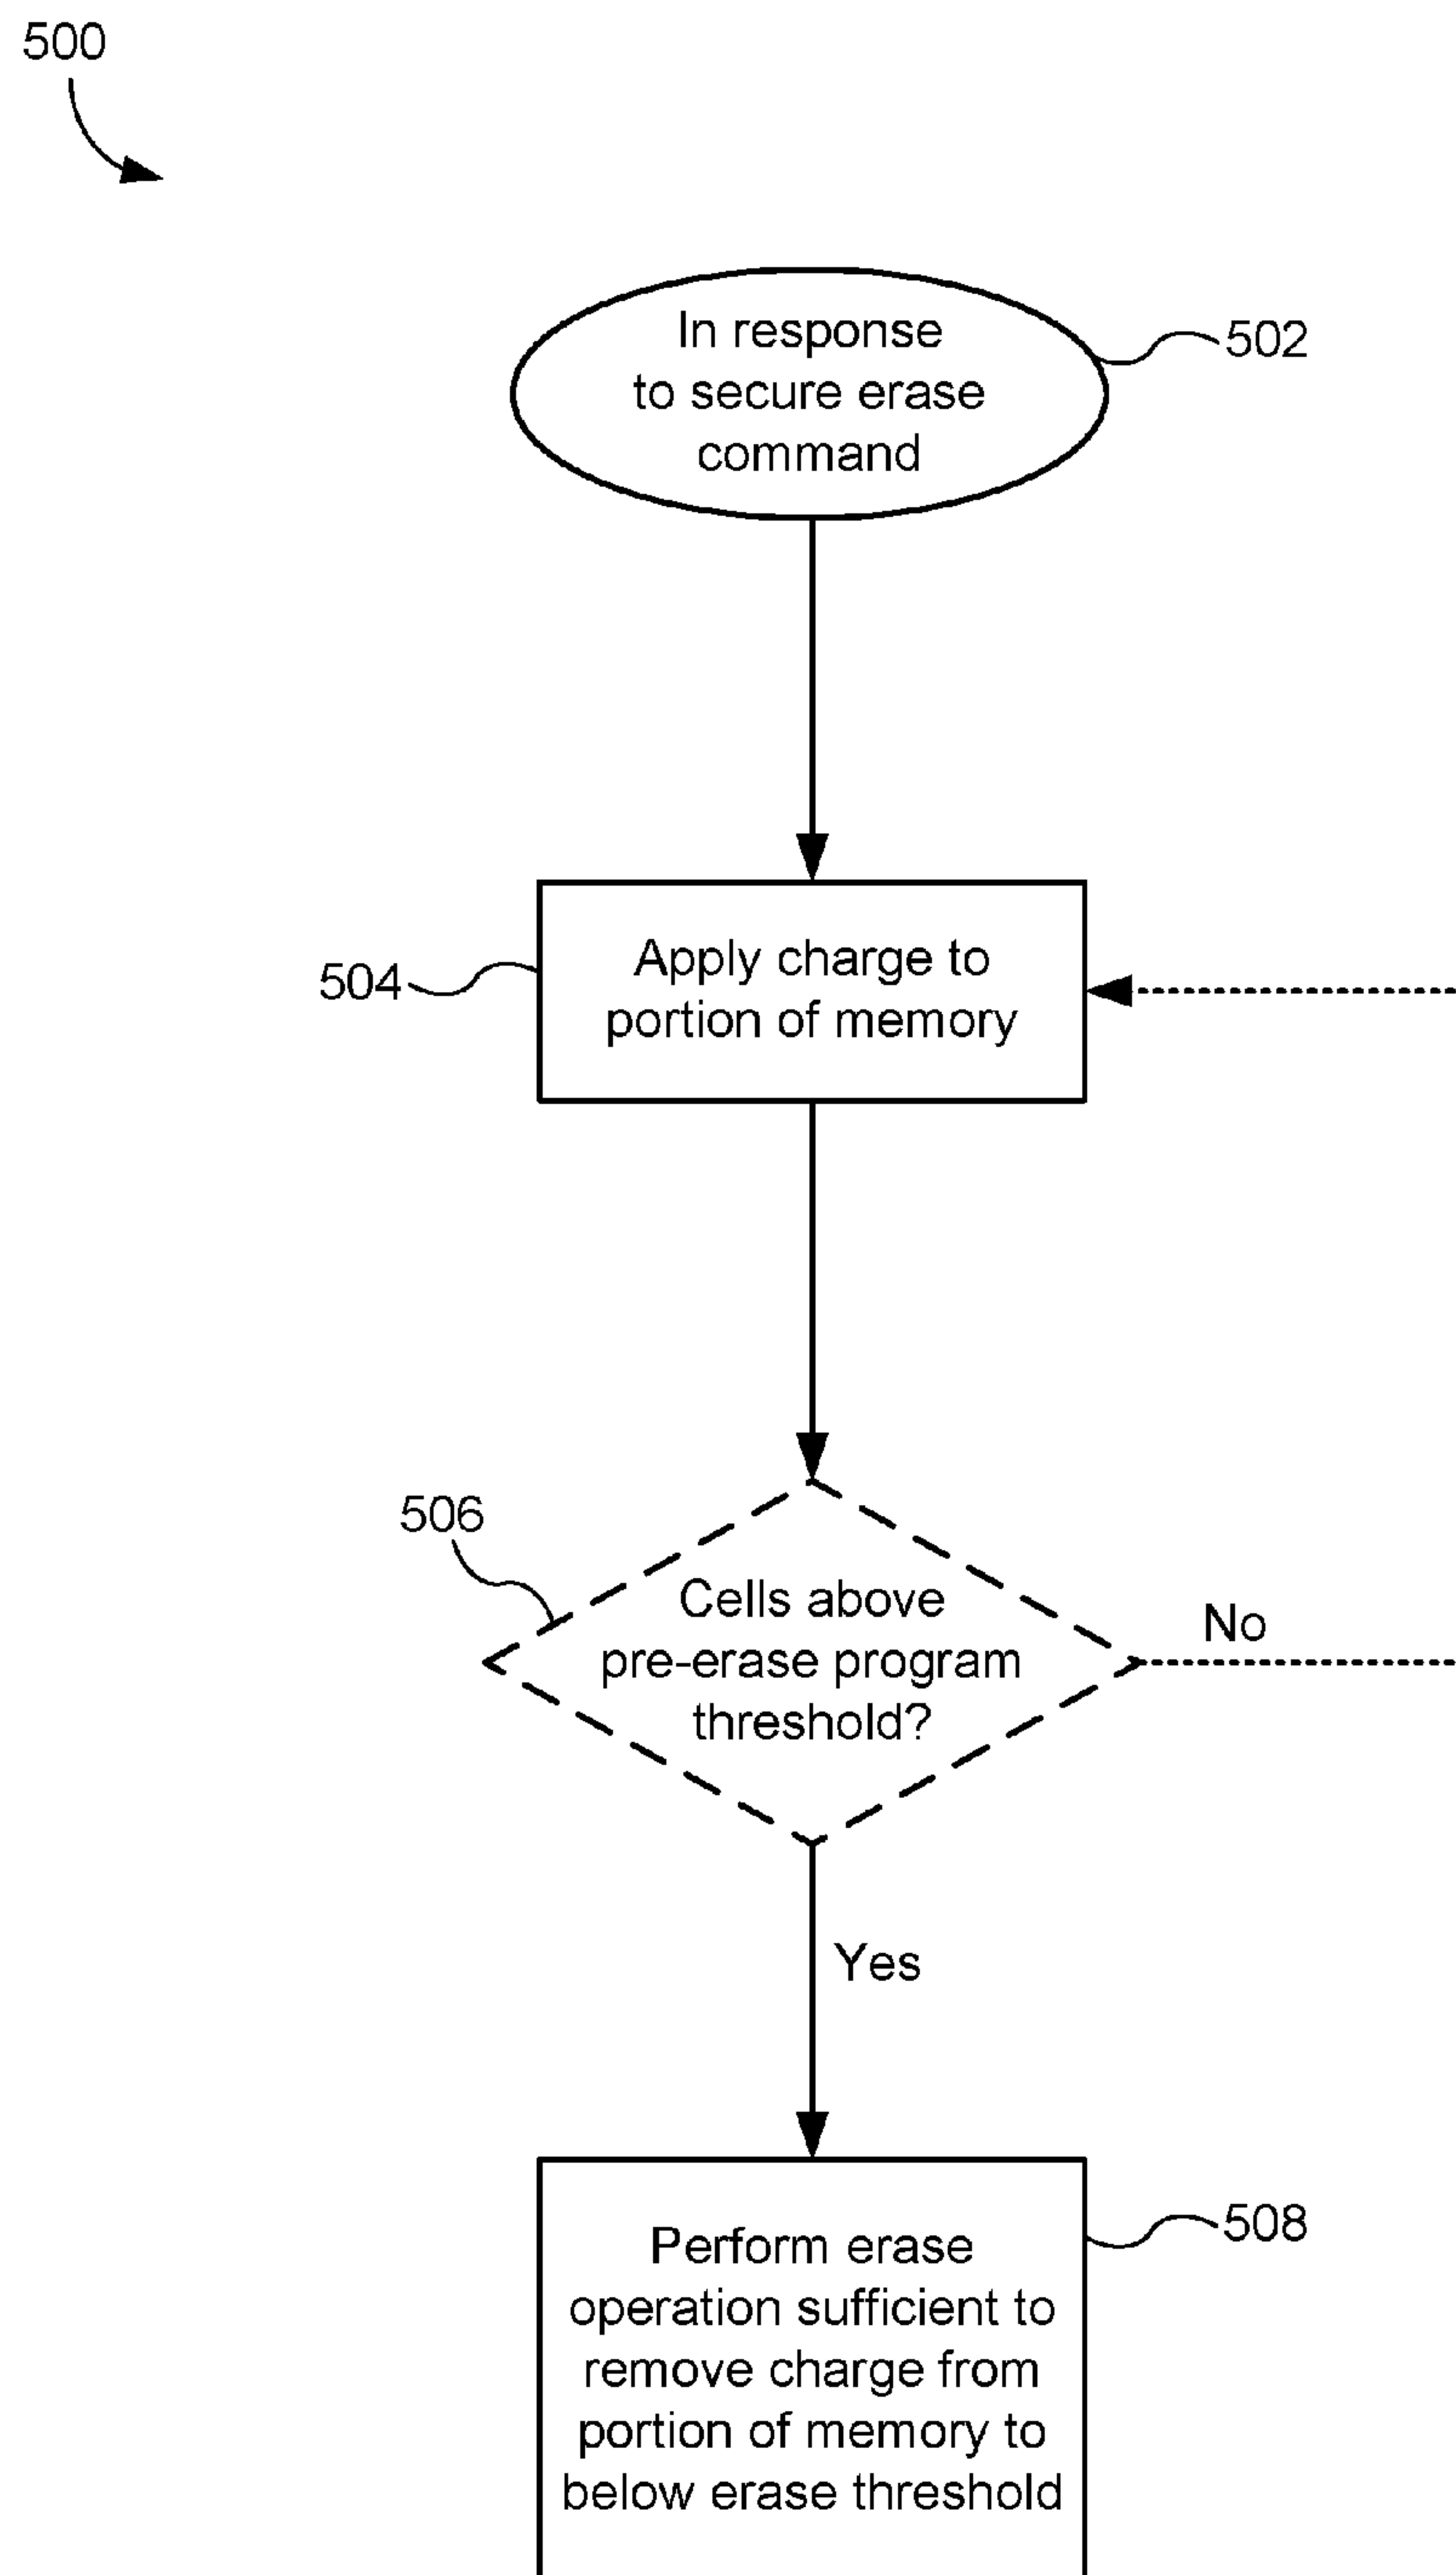 500
In response
to secure erase
command
502
504
Apply charge to
portion of memory
506
Cells above
pre-erase program
threshold?
No
Yes
Perform erase
operation sufficient to
remove charge from
portion of memory to
below erase threshold
508